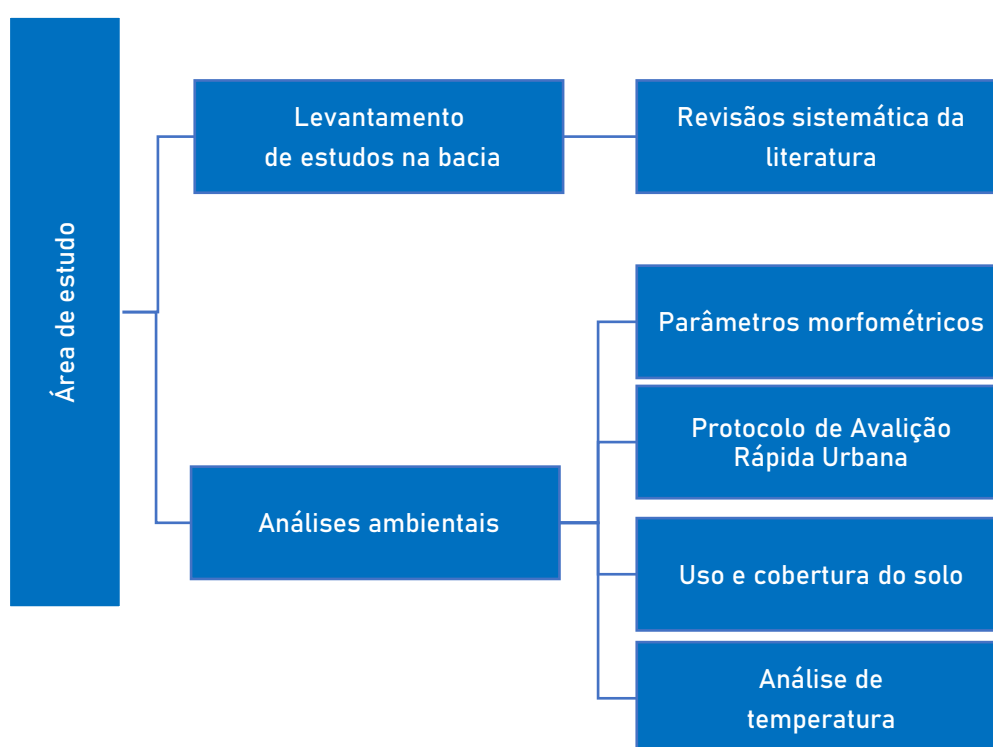 Área de estudo
Levantamento
de estudos na bacia
Revisãos sistemática da
literatura
Análises ambientais
Parâmetros morfométricos
Protocolo de Avalição
Rápida Urbana
Uso e cobertura do solo
Análise de
temperatura